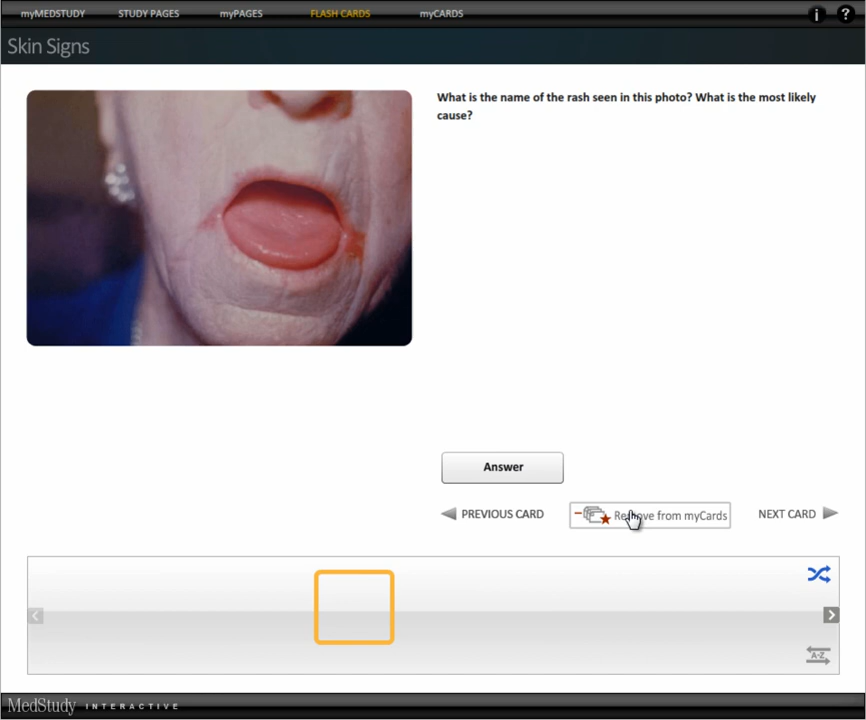 myMEDSTUDY STUDY PAGES myPAGES FLASH CARDS myCARDS i ?
Skin Signs
What is the name of the rash seen in this photo? What is the most likely
cause?
Answer
PREVIOUS CARD
Remove from myCards
NEXT CARD
A-Z
MedStudy INTERACTIVE